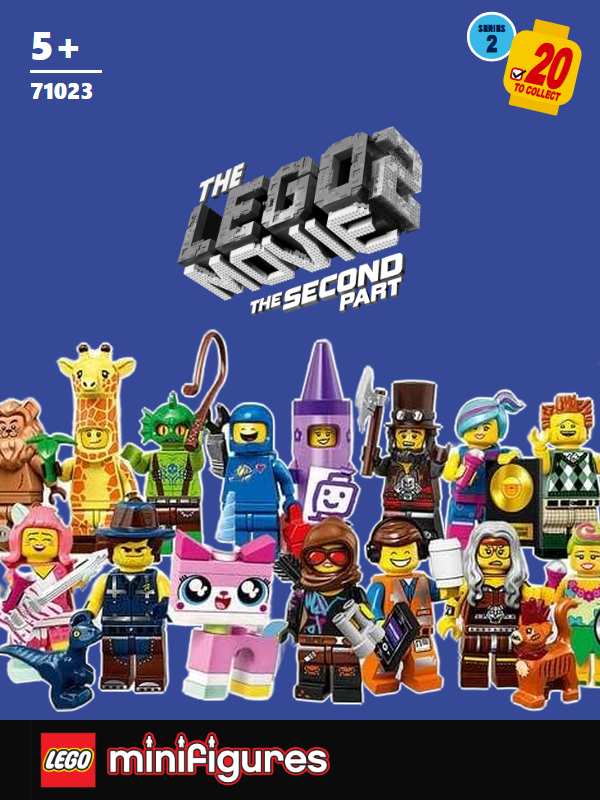 5+
71023
SERIES
2
20
TO COLLECT
THE
LEGO
MOVIE 2
THE SECOND
PART
LEGO minifigures